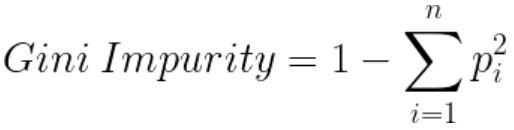 Gini Impurity = 1 − ∑_{i=1}^{n} p_i^2